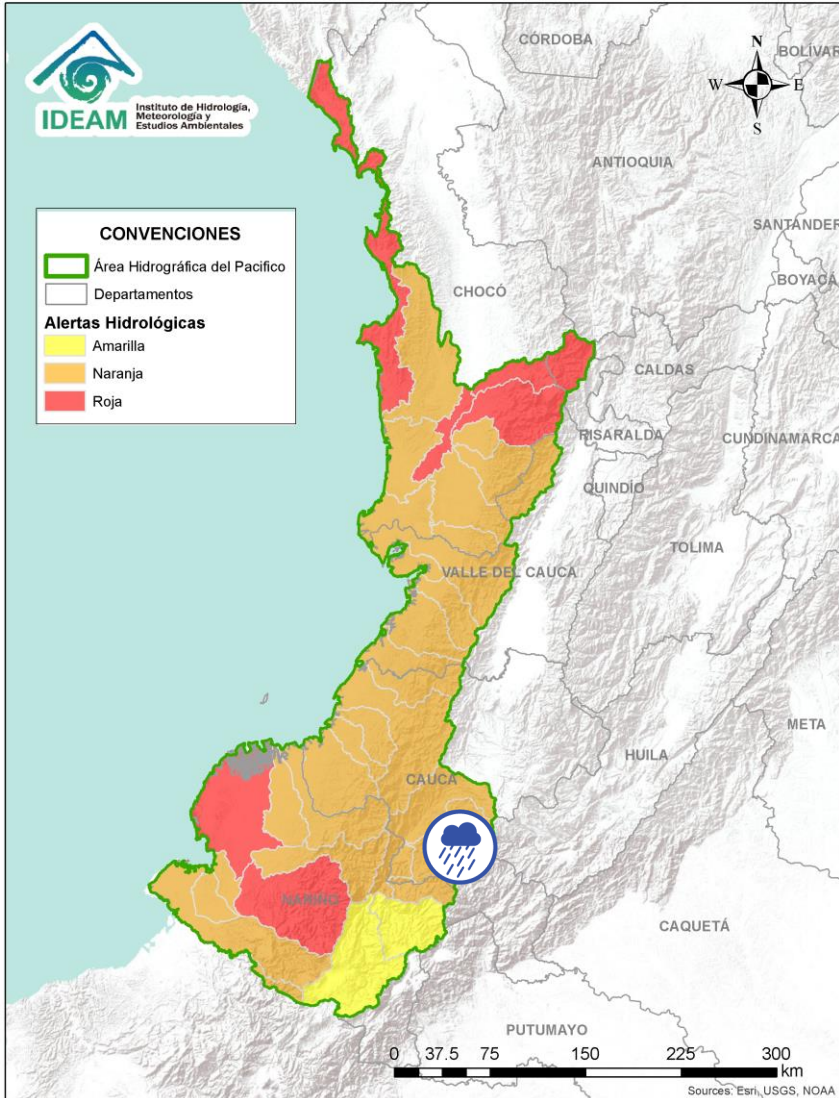 IDEAM
Instituto de Hidrología,
Meteorología y
Estudios Ambientales
CÓRDOBA
BOLÍVAR
N
W
E
S
ANTIOQUIA
SANTANDER
BOYACÁ
CONVENCIONES
Área Hidrográfica del Pacifico
Departamentos
Alertas Hidrológicas
Amarilla
Naranja
Roja
CHOCÓ
CALDAS
RISARALDA
CUNDINAMARCA
QUINDÍO
TOLIMA
VALLE DEL CAUCA
META
HUILA
CAUCA
NARIÑO
CAQUETÁ
PUTUMAYO
0 37.5 75 150 225 300
km
Sources: Esri, USGS, NOAA